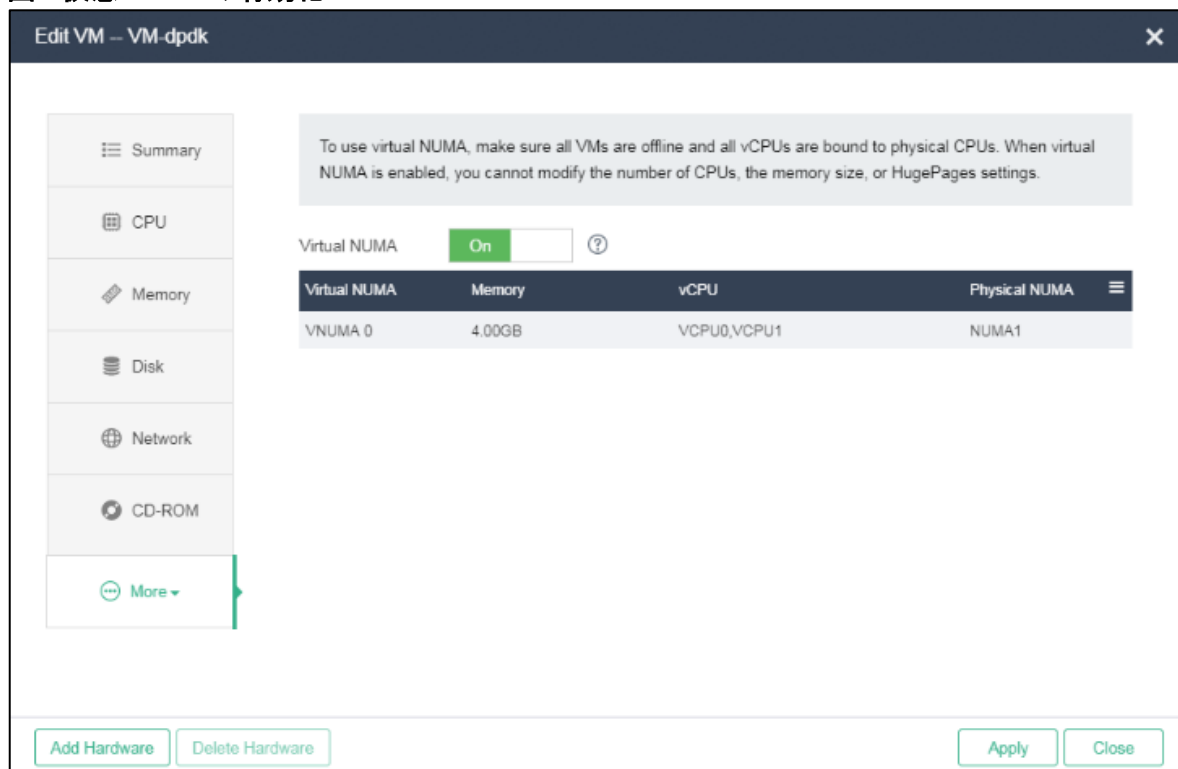 Edit VM -- VM-dpdk
Summary
CPU
Memory
Disk
Network
CD-ROM
More
To use virtual NUMA, make sure all VMs are offline and all vCPUs are bound to physical CPUs. When virtual
NUMA is enabled, you cannot modify the number of CPUs, the memory size, or HugePages settings.
Virtual NUMA On ?
Virtual NUMA Memory vCPU Physical NUMA
VNUMA 0 4.00GB VCPU0,VCPU1 NUMA1
Add Hardware Delete Hardware Apply Close